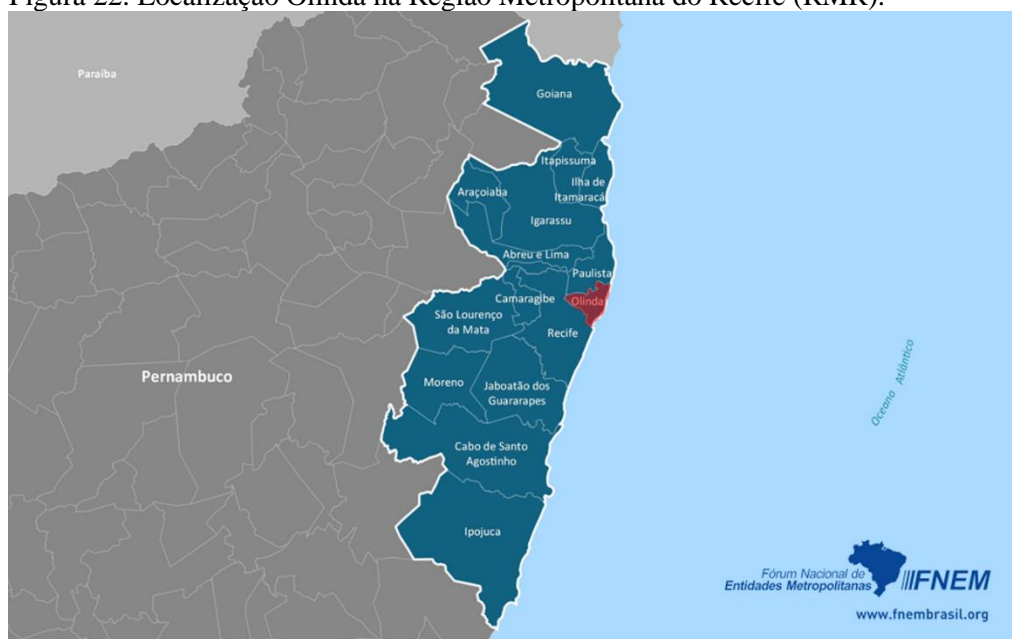 Figura 22: Localização Olinda na Região Metropolitana do Recife (RMR).
Paraíba
Goiana
Itapissuma
Ilha de
Itamaracá
Araçoiaba
Igarassu
Abreu e Lima
Paulista
Camaragibe
Olinda
São Lourenço
da Mata
Recife
Pernambuco
Moreno
Jaboatão dos
Guararapes
Oceano Atlântico
Cabo de Santo
Agostinho
Ipojuca
Fórum Nacional de
Entidades Metropolitanas
FNEM
www.fnembrasil.org